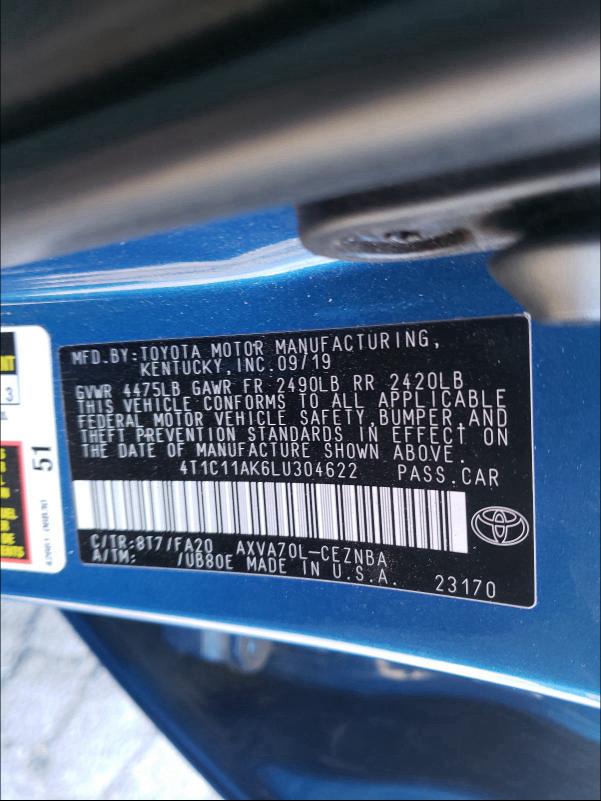 MFD.BY:TOYOTA MOTOR MANUFACTURING,
KENTUCKY, INC.09/19
GVWR 4475LB GAWR FR 2490LB RR 2420LB
THIS VEHICLE CONFORMS TO ALL APPLICABLE
FEDERAL MOTOR VEHICLE SAFETY,BUMPER,AND
THEFT PREVENTION STANDARDS IN EFFECT ON
THE DATE OF MANUFACTURE SHOWN ABOVE.
4T1C11AK6LU304622 PASS.CAR
C/TR:8T7/FA20 AXVA70L-CEZNBA
A/TM: /UB80E MADE IN U.S.A. 23170
3
51